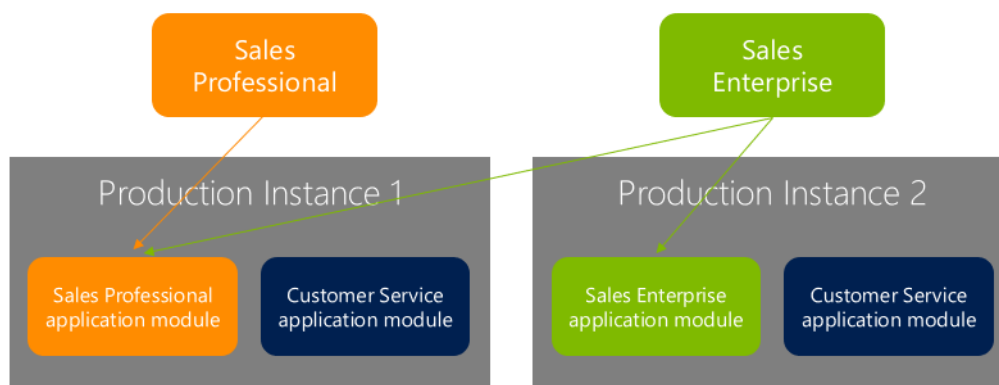 Sales
Professional
Sales
Enterprise
Production Instance 1
Production Instance 2
Sales Professional
application module
Customer Service
application module
Sales Enterprise
application module
Customer Service
application module